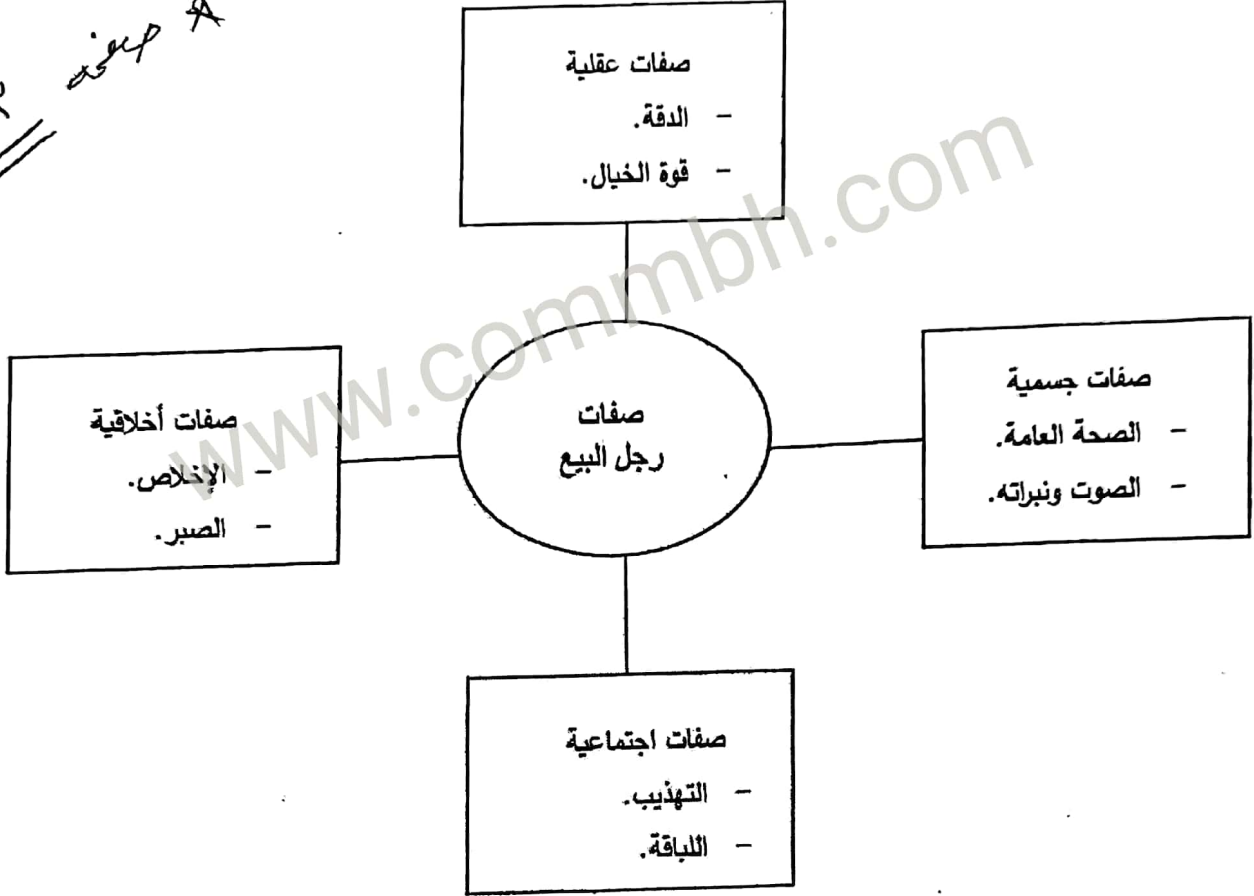 صفحه
صفات عقلية
- الدقة.
- قوة الخيال.
صفات جسمية
- الصحة العامة.
- الصوت ونبراته.
صفات
رجل البيع
صفات أخلاقية
- الإخلاص.
- الصبر.
صفات اجتماعية
- التهذيب.
- اللباقة.
www.commbh.com